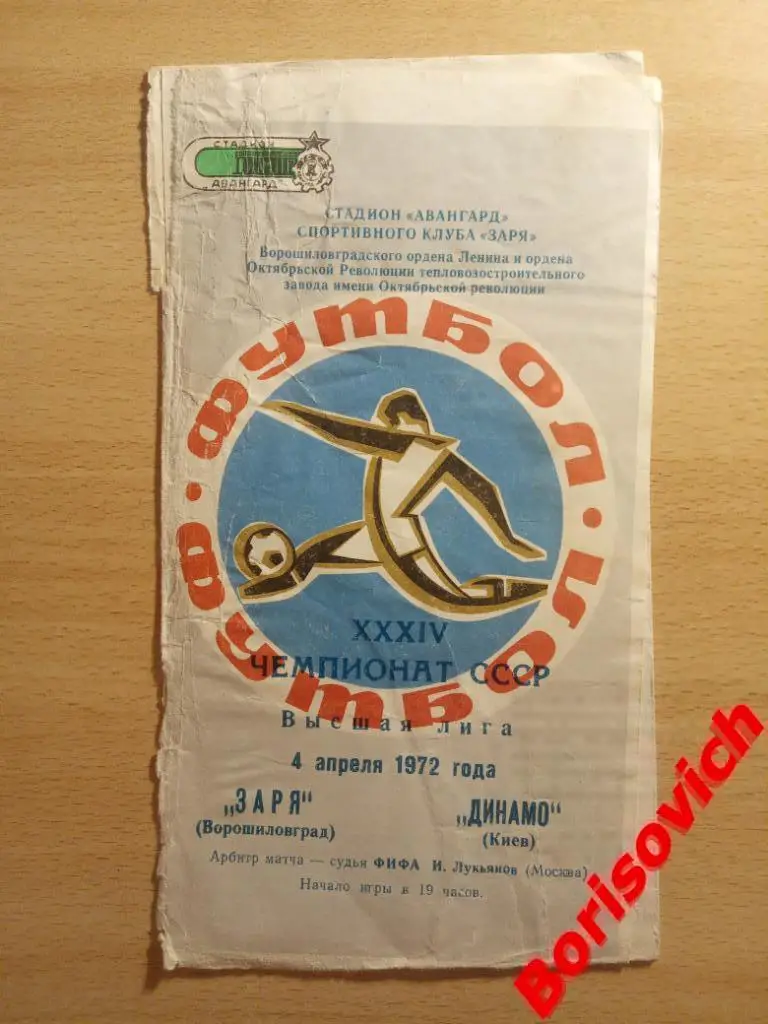 СТАДИОН
„АВАНГАРД"
СТАДИОН «АВАНГАРД»
СПОРТИВНОГО КЛУБА «ЗАРЯ»
Ворошиловградского ордена Ленина и ордена
Октябрьской Революции тепловозостроительного
завода имени Октябрьской революции
ФУТБОЛ · ФУТБОЛ ·
XXXIV
ЧЕМПИОНАТ СССР
Высшая лига
4 апреля 1972 года
„ЗАРЯ" „ДИНАМО"
(Ворошиловград) (Киев)
Арбитр матча — судья ФИФА И. Лукьянов (Москва)
Начало игры в 19 часов.
Borisovich